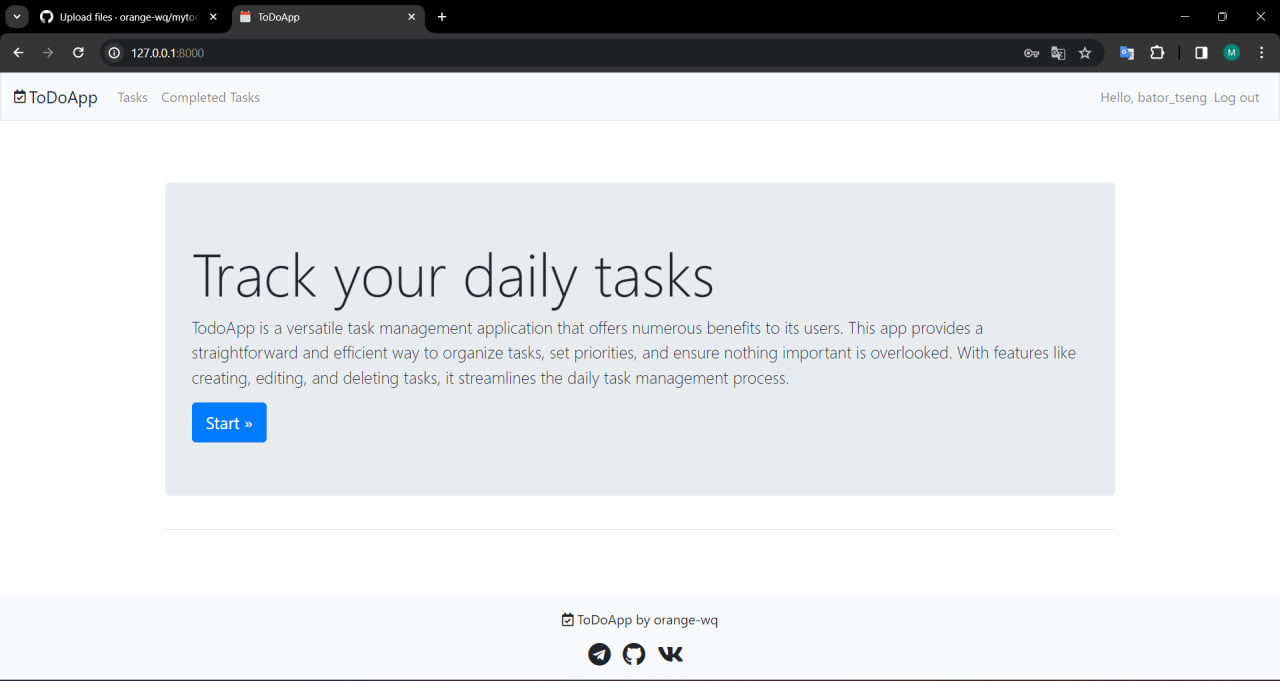 Upload files · orange-wq/mytoc
ToDoApp
127.0.0.1:8000
M
ToDoApp Tasks Completed Tasks Hello, bator_tseng Log out
Track your daily tasks
TodoApp is a versatile task management application that offers numerous benefits to its users. This app provides a
straightforward and efficient way to organize tasks, set priorities, and ensure nothing important is overlooked. With features like
creating, editing, and deleting tasks, it streamlines the daily task management process.
Start »
ToDoApp by orange-wq